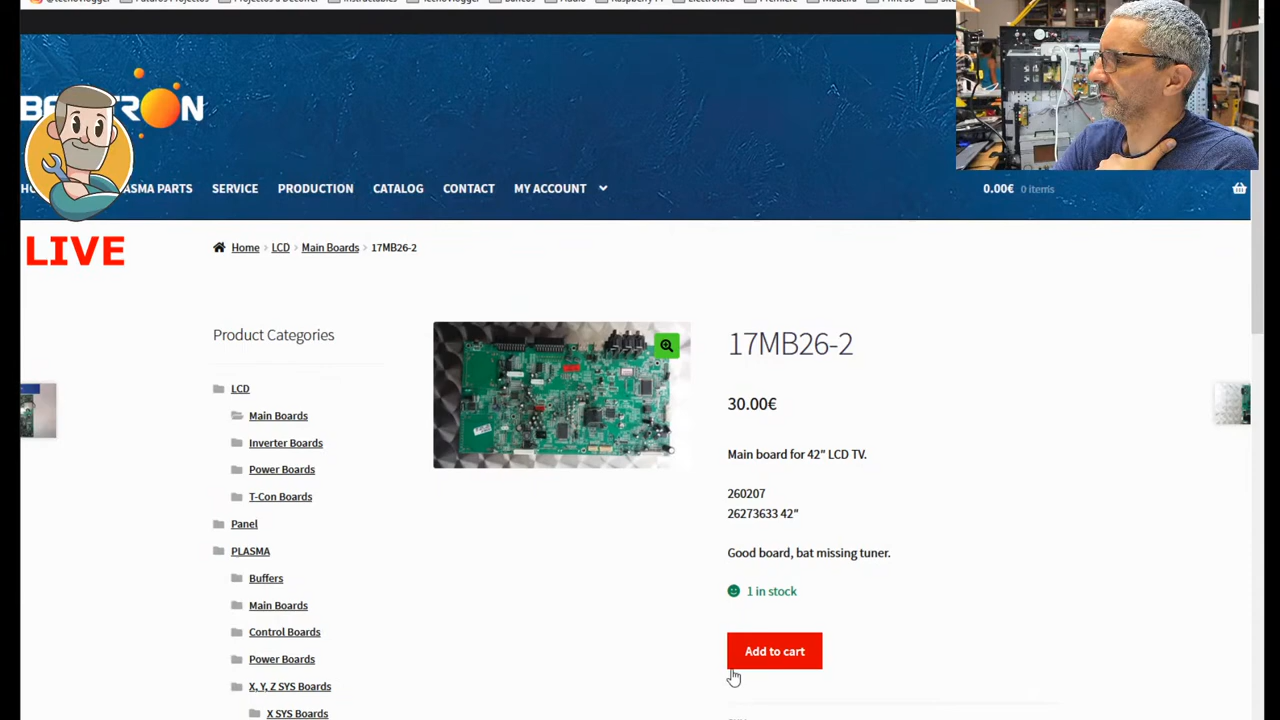 LIVE
PLASMA PARTS SERVICE PRODUCTION CATALOG CONTACT MY ACCOUNT
0.00€ 0 items
Home LCD Main Boards 17MB26-2
Product Categories
LCD
Main Boards
Inverter Boards
Power Boards
T-Con Boards
Panel
PLASMA
Buffers
Main Boards
Control Boards
Power Boards
X, Y, Z SYS Boards
X SYS Boards
17MB26-2
30.00€
Main board for 42" LCD TV.
260207
26273633 42"
Good board, bat missing tuner.
1 in stock
Add to cart